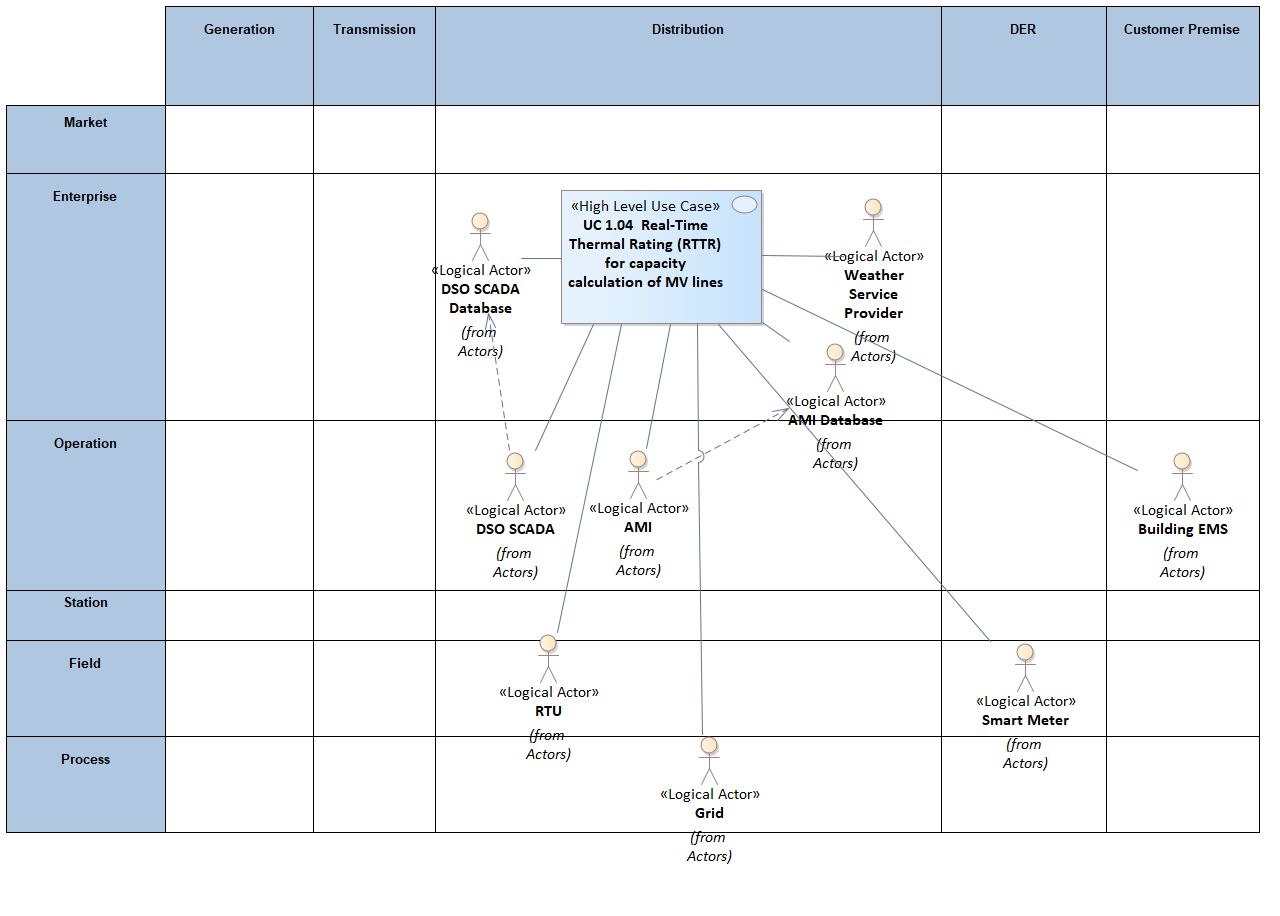 Generation
Transmission
Distribution
DER
Customer Premise
Market
Enterprise
«High Level Use Case»
UC 1.04  Real-Time
Thermal Rating (RTTR)
for capacity
calculation of MV lines
«Logical Actor»
DSO SCADA
Database
(from
Actors)
«Logical Actor»
Weather
Service
Provider
(from
Actors)
«Logical Actor»
AMI Database
(from
Actors)
Operation
«Logical Actor»
DSO SCADA
(from
Actors)
«Logical Actor»
AMI
(from
Actors)
«Logical Actor»
Building EMS
(from
Actors)
Station
Field
«Logical Actor»
RTU
(from
Actors)
«Logical Actor»
Smart Meter
(from
Actors)
Process
«Logical Actor»
Grid
(from
Actors)